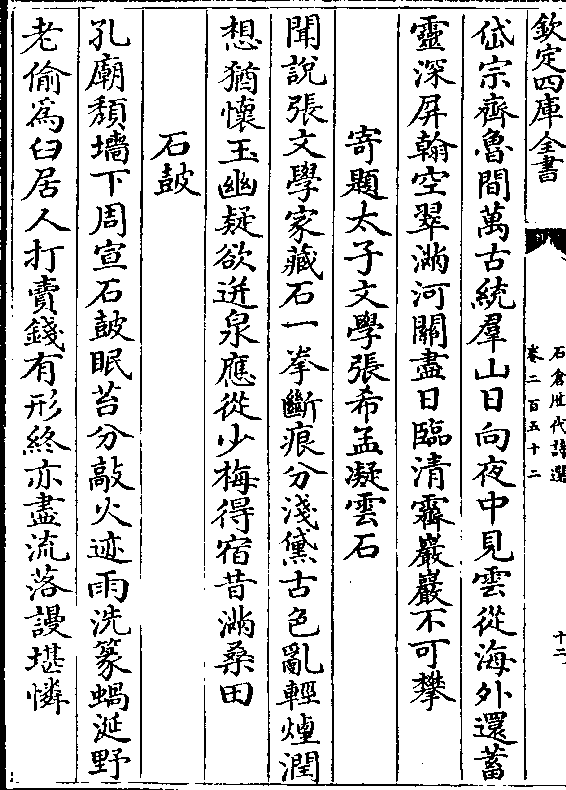 欽定四庫全書
石倉歷代詩選
卷二百五十二
十二
岱宗齊魯間萬古統羣山日向夜中見雲從海外還蓄
靈深屏翰空翠滿河關盡日臨清霽巖巖不可攀
寄題太子文學張希孟凝雲石
聞說張文學家藏石一拳斷痕分淺黛古色亂輕煙潤
想猶懷玉幽疑欲迸泉應從少梅得宿昔滿桑田
石鼓
孔廟頹墻下周宣石鼓眠苔分敲火迹雨洗篆蝸涎野
老偷為臼居人打賣錢有形終亦盡流落謾堪憐